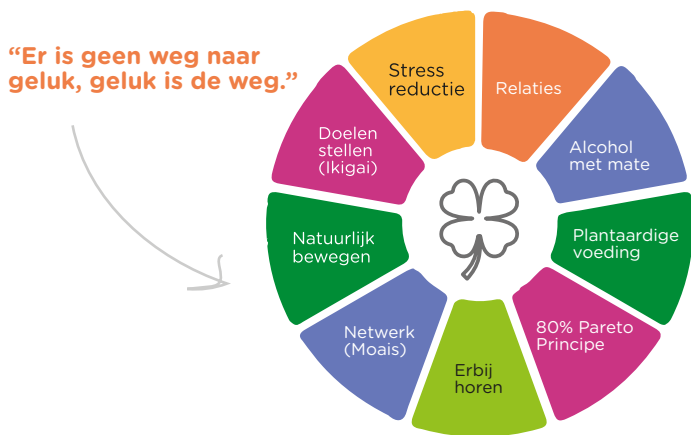 “Er is geen weg naar
geluk, geluk is de weg.”
Stress
reductie
Relaties
Alcohol
met mate
Plantaardige
voeding
80% Pareto
Principe
Erbij
horen
Netwerk
(Moais)
Natuurlijk
bewegen
Doelen
stellen
(Ikigai)